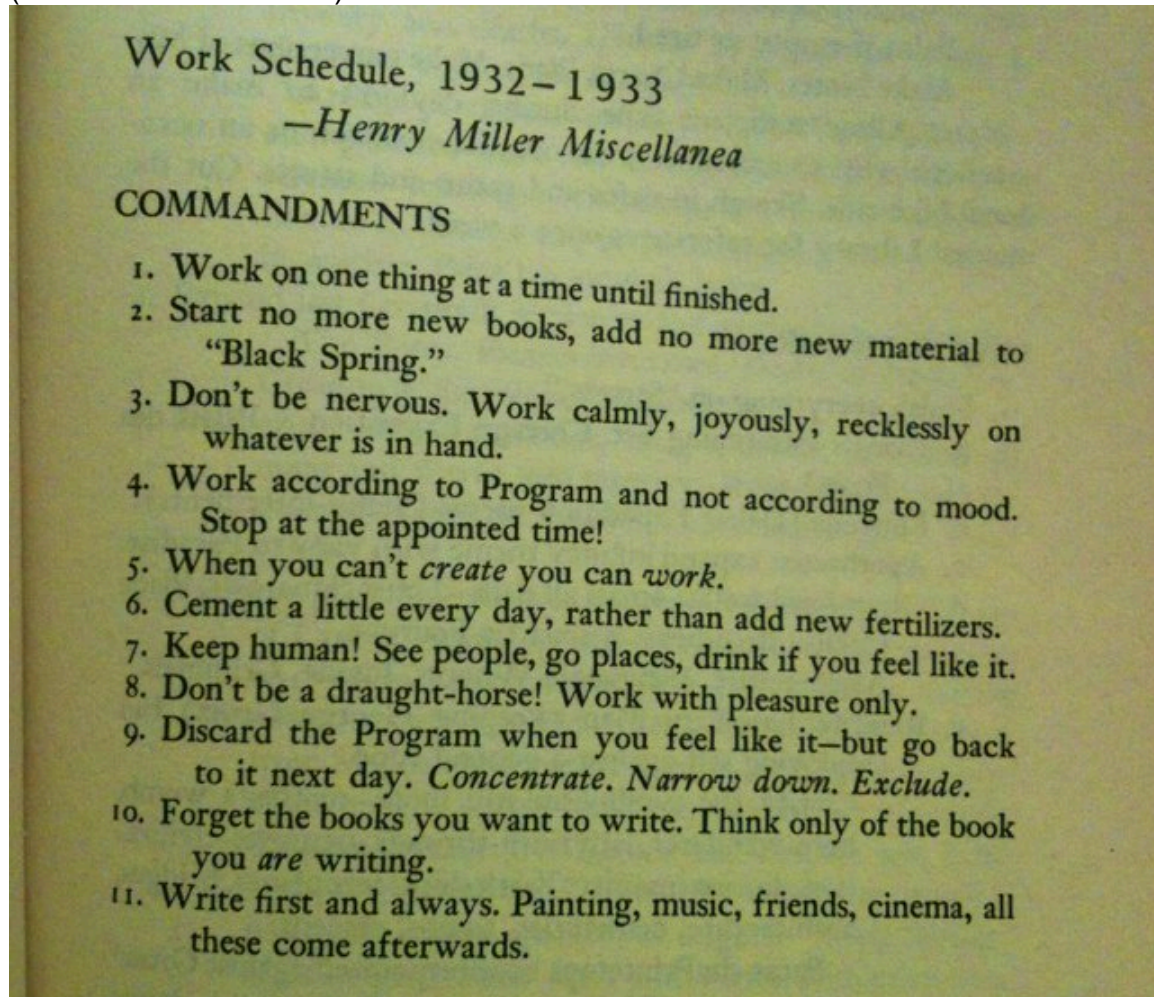 Work Schedule, 1932–1933
—Henry Miller Miscellanea
COMMANDMENTS
1. Work on one thing at a time until finished.
2. Start no more new books, add no more new material to
“Black Spring.”
3. Don’t be nervous. Work calmly, joyously, recklessly on
whatever is in hand.
4. Work according to Program and not according to mood.
Stop at the appointed time!
5. When you can’t create you can work.
6. Cement a little every day, rather than add new fertilizers.
7. Keep human! See people, go places, drink if you feel like it.
8. Don’t be a draught-horse! Work with pleasure only.
9. Discard the Program when you feel like it—but go back
to it next day. Concentrate. Narrow down. Exclude.
10. Forget the books you want to write. Think only of the book
you are writing.
11. Write first and always. Painting, music, friends, cinema, all
these come afterwards.